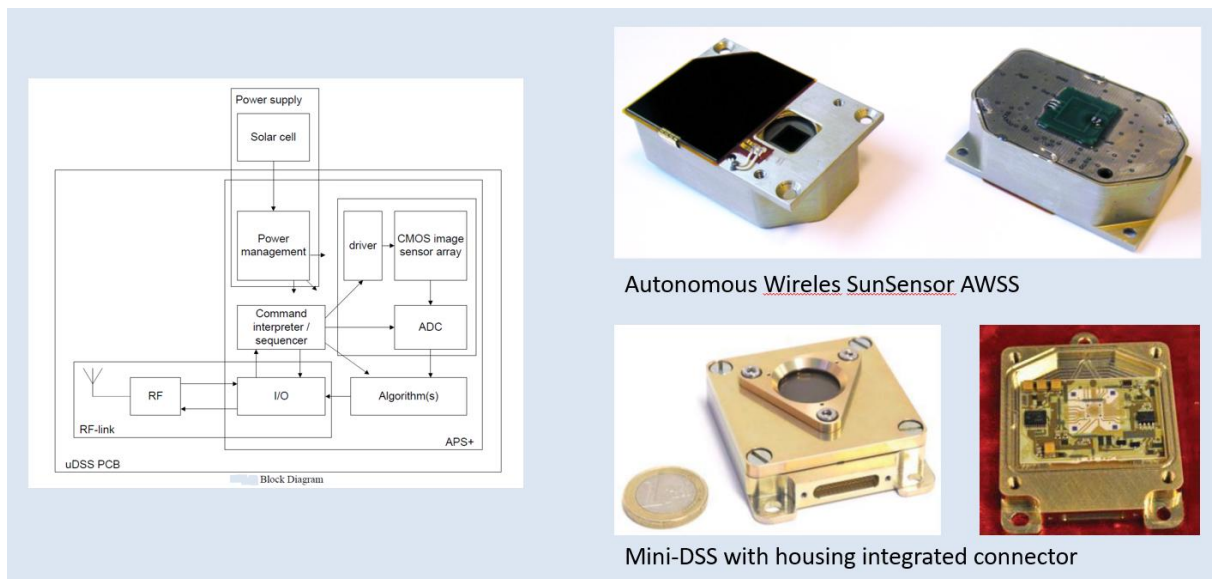 Power supply
Solar cell
Power
management
driver
CMOS image
sensor array
Command
interpreter /
sequencer
ADC
RF
I/O
Algorithm(s)
RF-link
APS+
uDSS PCB
Block Diagram
Autonomous Wireles SunSensor AWSS
Mini-DSS with housing integrated connector